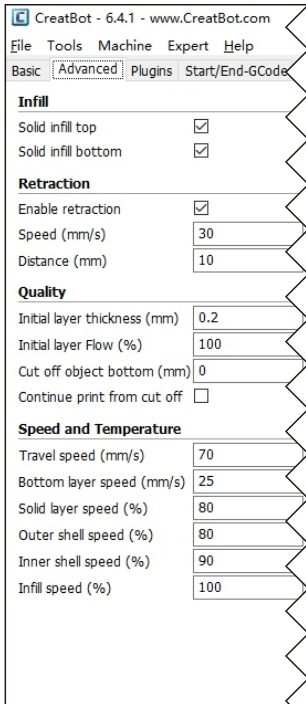 CreatBot - 6.4.1 - www.CreatBot.com
File Tools Machine Expert Help
Basic Advanced Plugins Start/End-GCode
Infill
Solid infill top
Solid infill bottom
Retraction
Enable retraction
Speed (mm/s) 30
Distance (mm) 10
Quality
Initial layer thickness (mm) 0.2
Initial layer Flow (%) 100
Cut off object bottom (mm) 0
Continue print from cut off
Speed and Temperature
Travel speed (mm/s) 70
Bottom layer speed (mm/s) 25
Solid layer speed (%) 80
Outer shell speed (%) 80
Inner shell speed (%) 90
Infill speed (%) 100